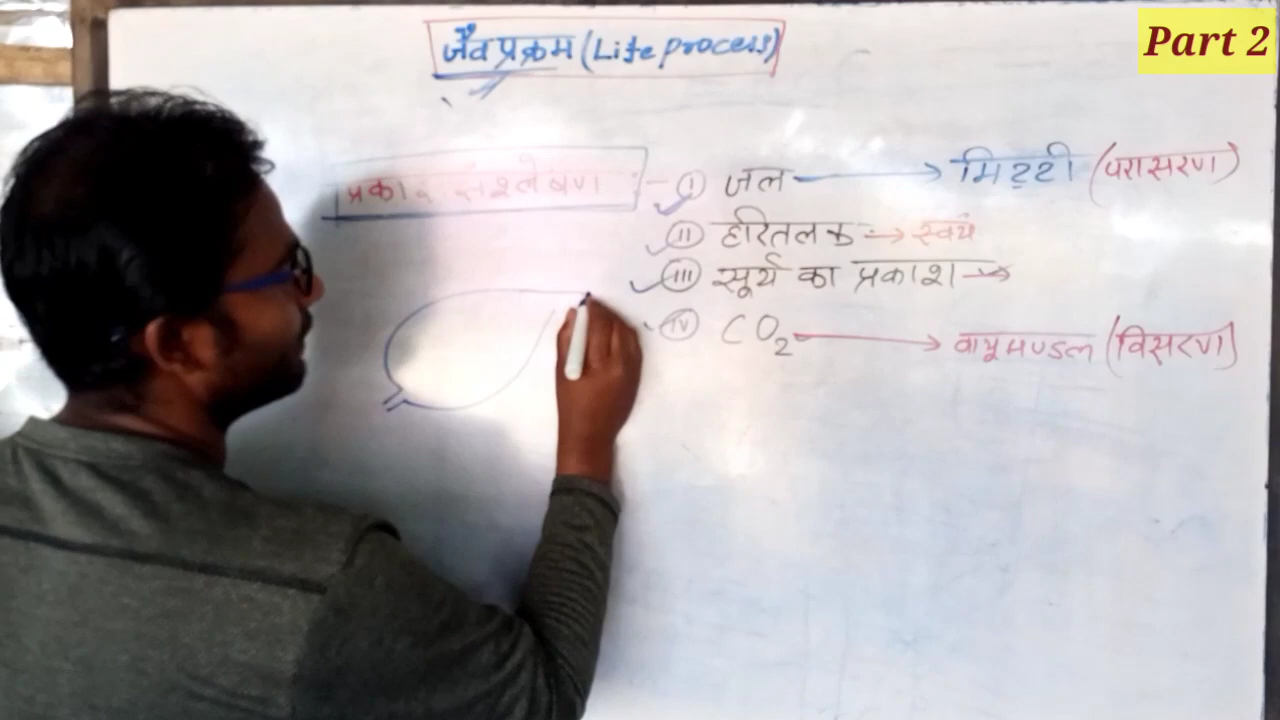 Part 2
जैव प्रक्रम (Life process)
प्रकाश संश्लेषण
(I) जल → मिट्टी (परासरण)
(II) हरितलक → स्वयं
(III) सूर्य का प्रकाश →
(IV) CO₂ → वायुमण्डल (विसरण)